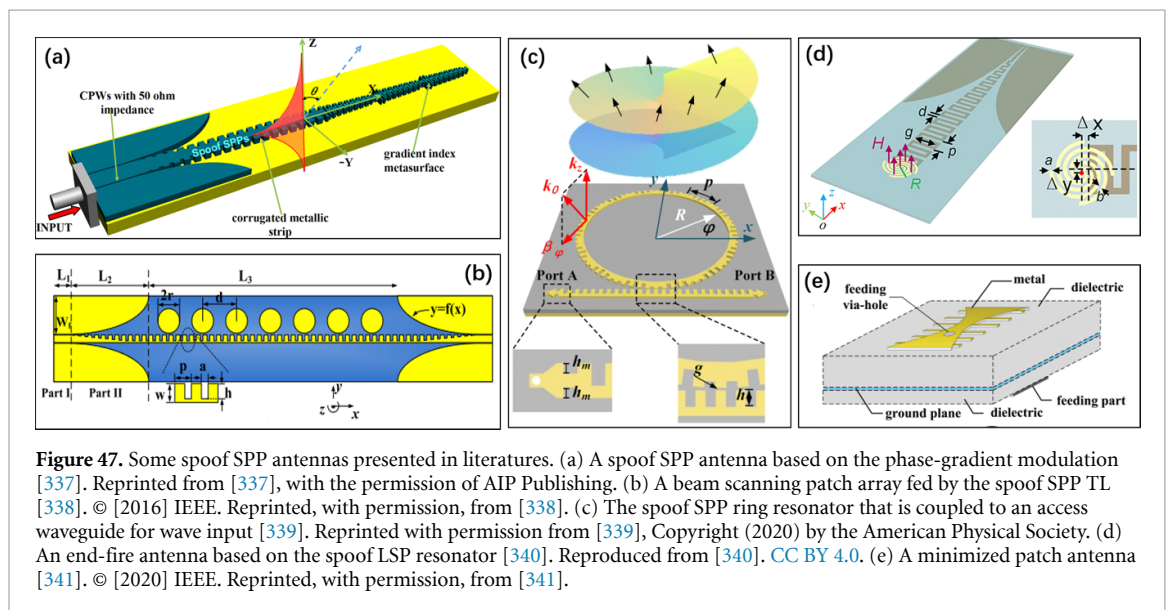 (a)
Z
CPWs with 50 ohm
impedance
θ
X
Spoof SPPs
-Y
gradient index
metasurface
corrugated metallic
strip
INPUT
(b)
L₁ L₂ L₃
2r d
y=f(x)
W₁
p a
w h
Part I Part II
y
z x
(c)
k_z
k_0
β_φ
y
p
R
φ
x
Port A Port B
h_m
h_m
g
h
(d)
d
g
H
p
R
z
y x
o
Δ x
a
Δ y
b
(e)
metal
feeding
via-hole
dielectric
ground plane
dielectric
feeding part
Figure 47. Some spoof SPP antennas presented in literatures. (a) A spoof SPP antenna based on the phase-gradient modulation
[337]. Reprinted from [337], with the permission of AIP Publishing. (b) A beam scanning patch array fed by the spoof SPP TL
[338]. © [2016] IEEE. Reprinted, with permission, from [338]. (c) The spoof SPP ring resonator that is coupled to an access
waveguide for wave input [339]. Reprinted with permission from [339], Copyright (2020) by the American Physical Society. (d)
An end-fire antenna based on the spoof LSP resonator [340]. Reproduced from [340]. CC BY 4.0. (e) A minimized patch antenna
[341]. © [2020] IEEE. Reprinted, with permission, from [341].